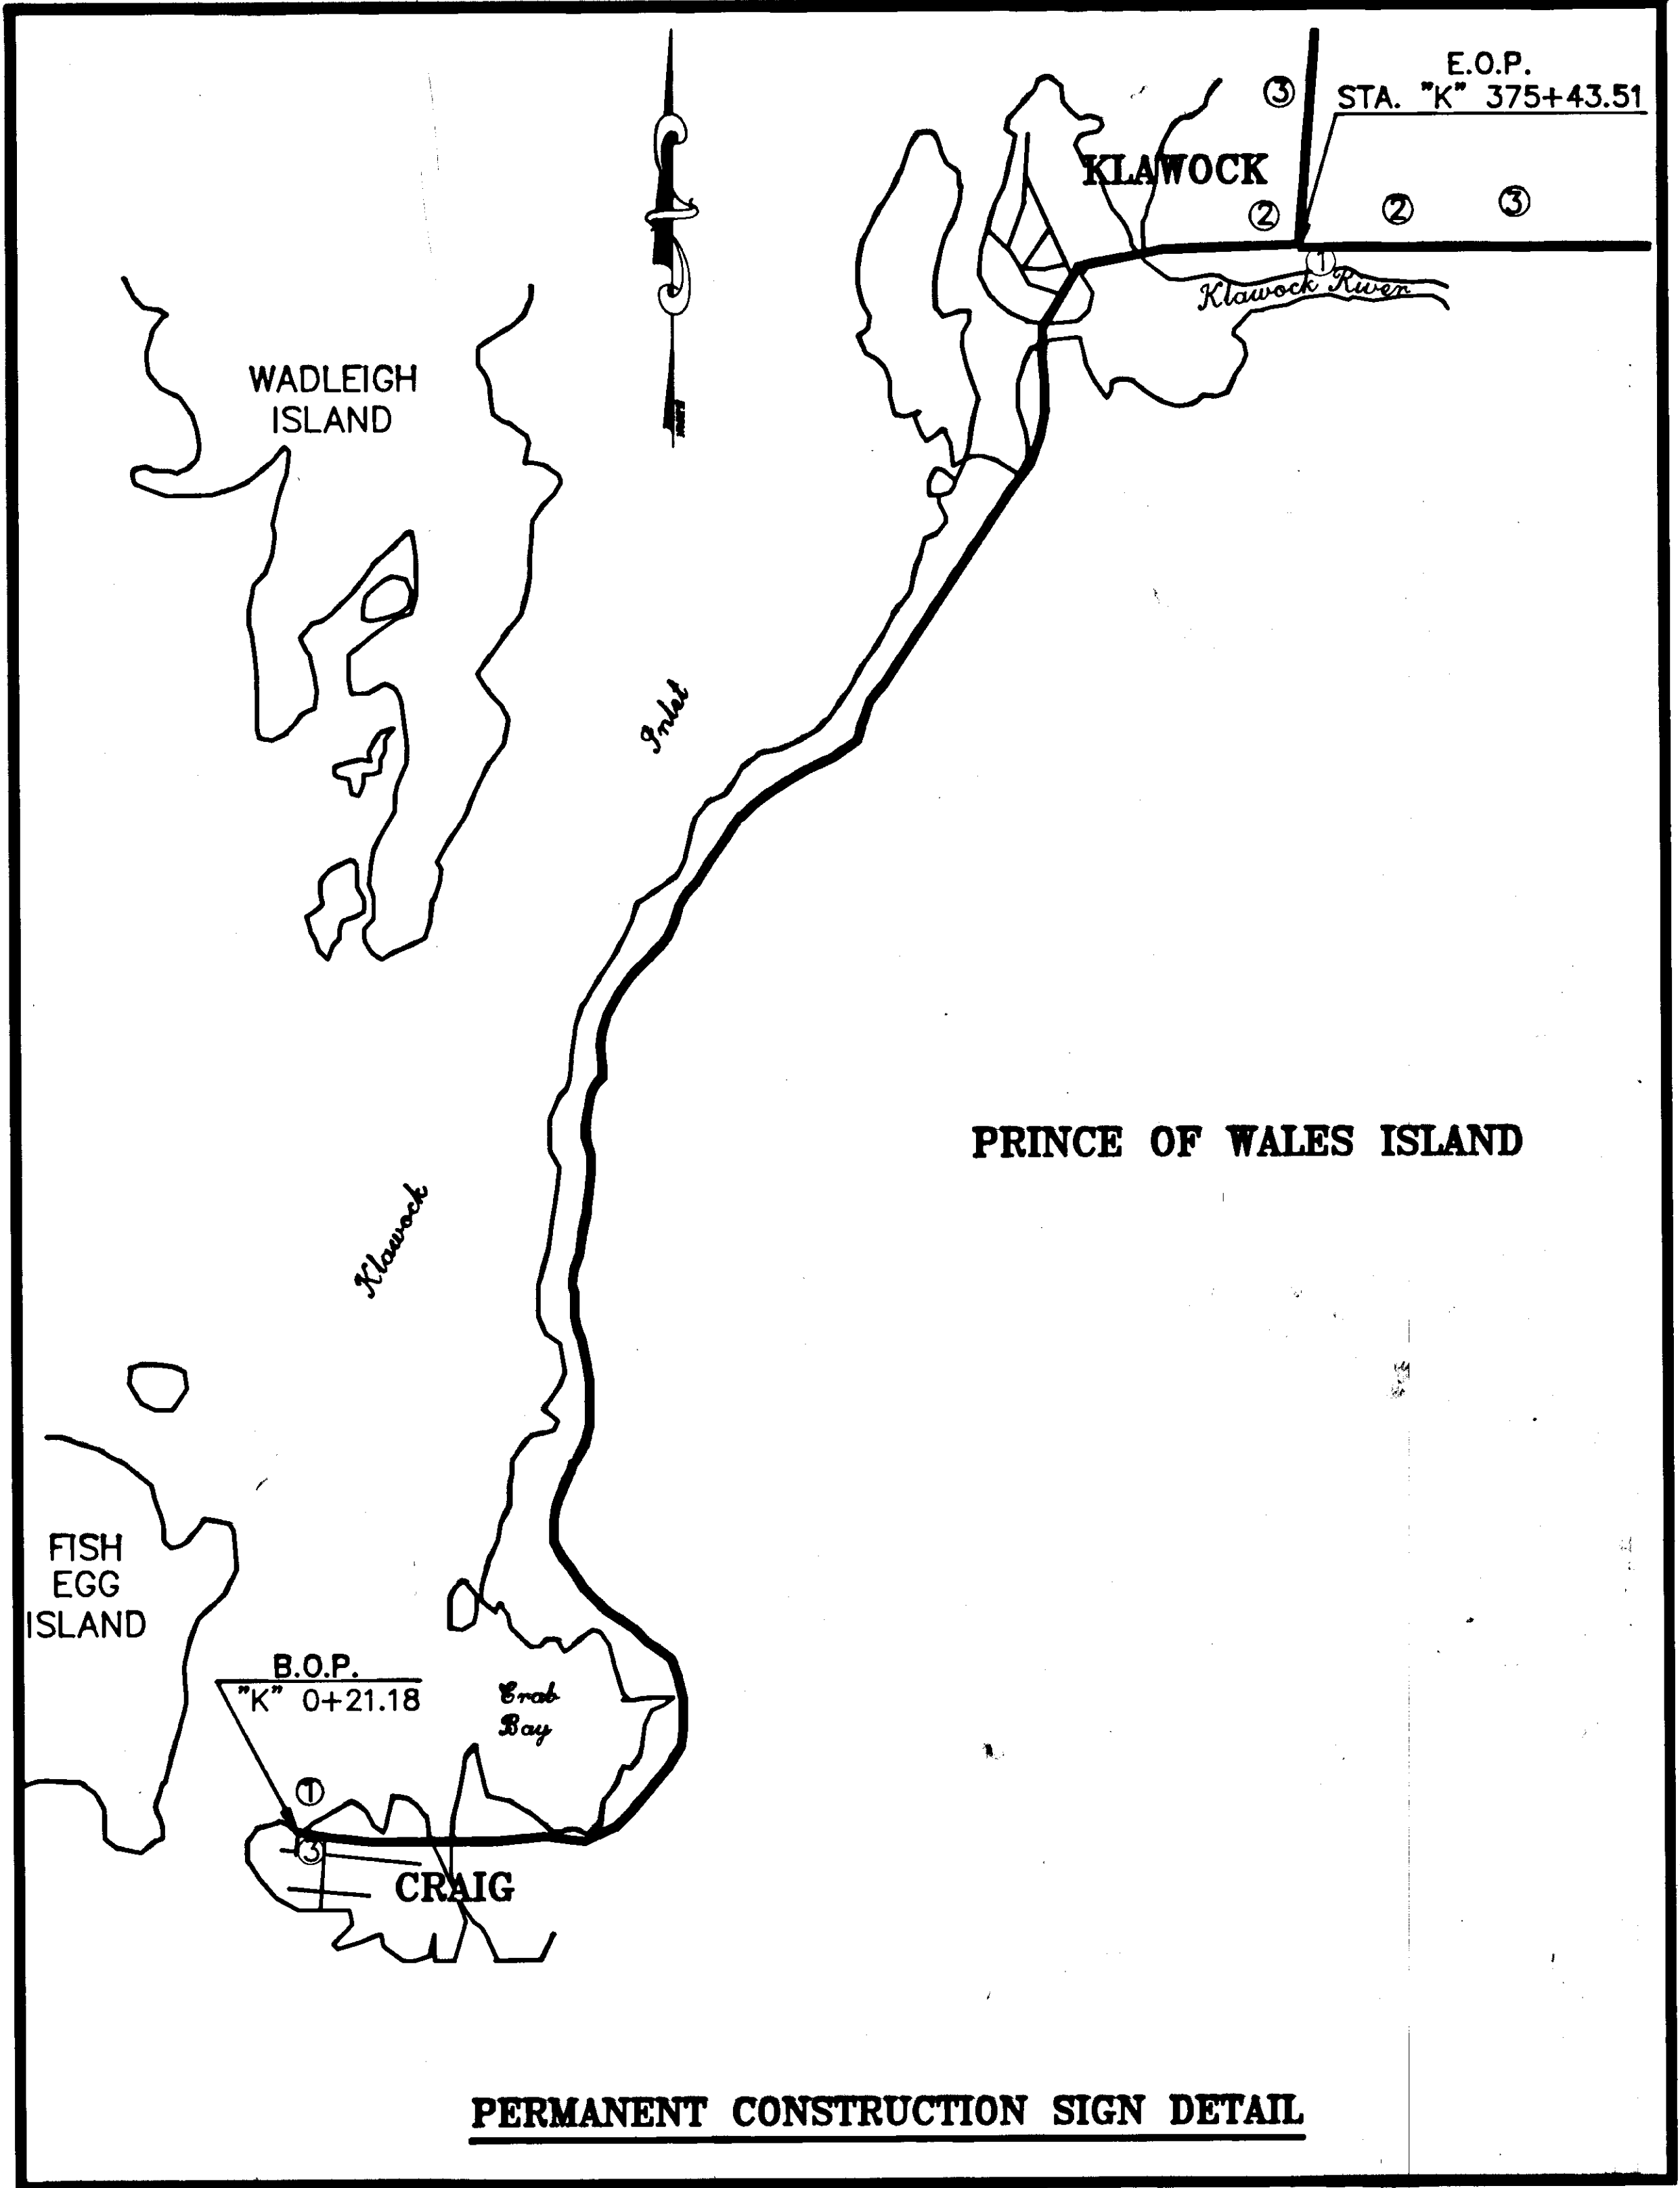 E.O.P.
STA. "K" 375+43.51
③
KLAWOCK
②
②
③
①
Klawock River
WADLEIGH
ISLAND
Inlet
PRINCE OF WALES ISLAND
Klawock
FISH
EGG
ISLAND
B.O.P.
"K" 0+21.18
Crab
Bay
①
③
CRAIG
PERMANENT CONSTRUCTION SIGN DETAIL